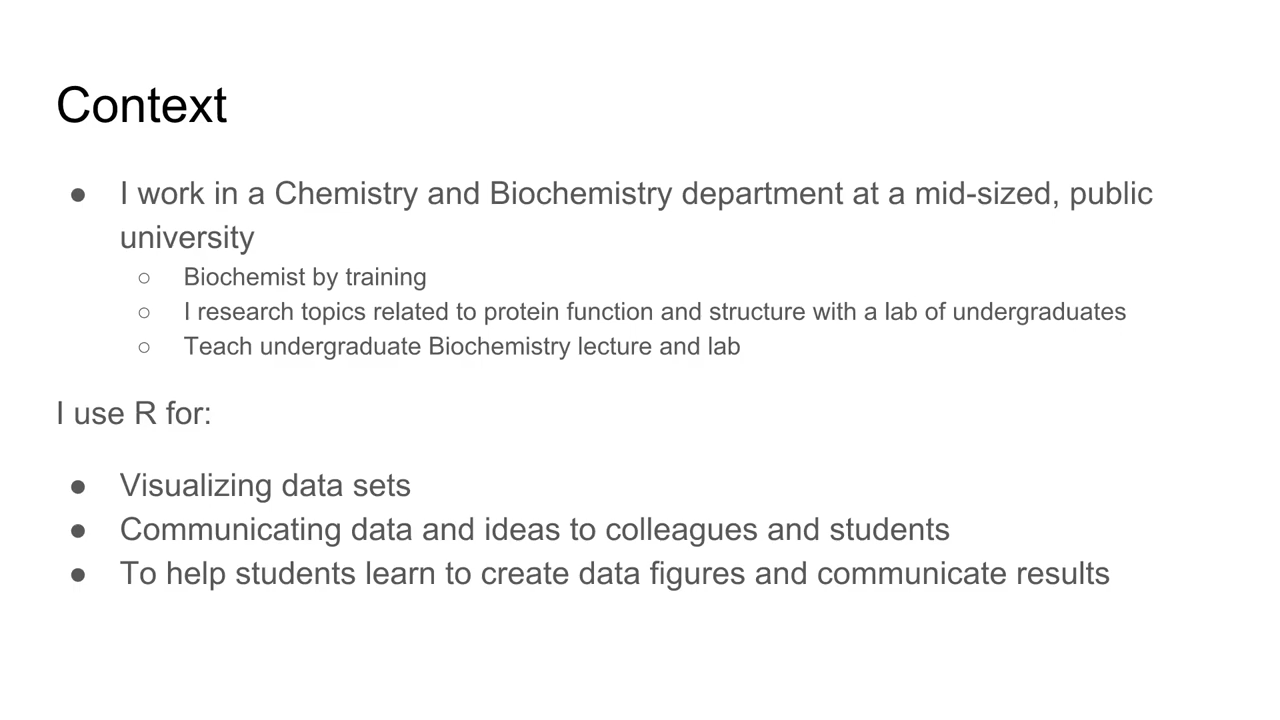 Context
● I work in a Chemistry and Biochemistry department at a mid-sized, public
university
○ Biochemist by training
○ I research topics related to protein function and structure with a lab of undergraduates
○ Teach undergraduate Biochemistry lecture and lab
I use R for:
● Visualizing data sets
● Communicating data and ideas to colleagues and students
● To help students learn to create data figures and communicate results